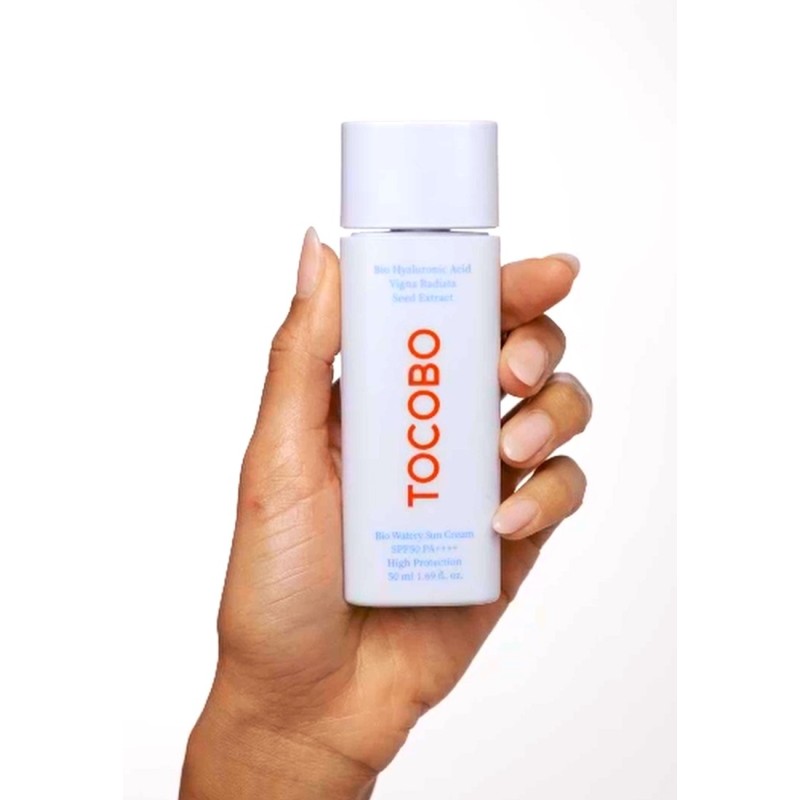 Bio Hyaluronic Acid
Vigna Radiata
Seed Extract
TOCOBO
Bio Watery Sun Cream
SPF50 PA++++
High Protection
50 ml 1.69 fl. oz.